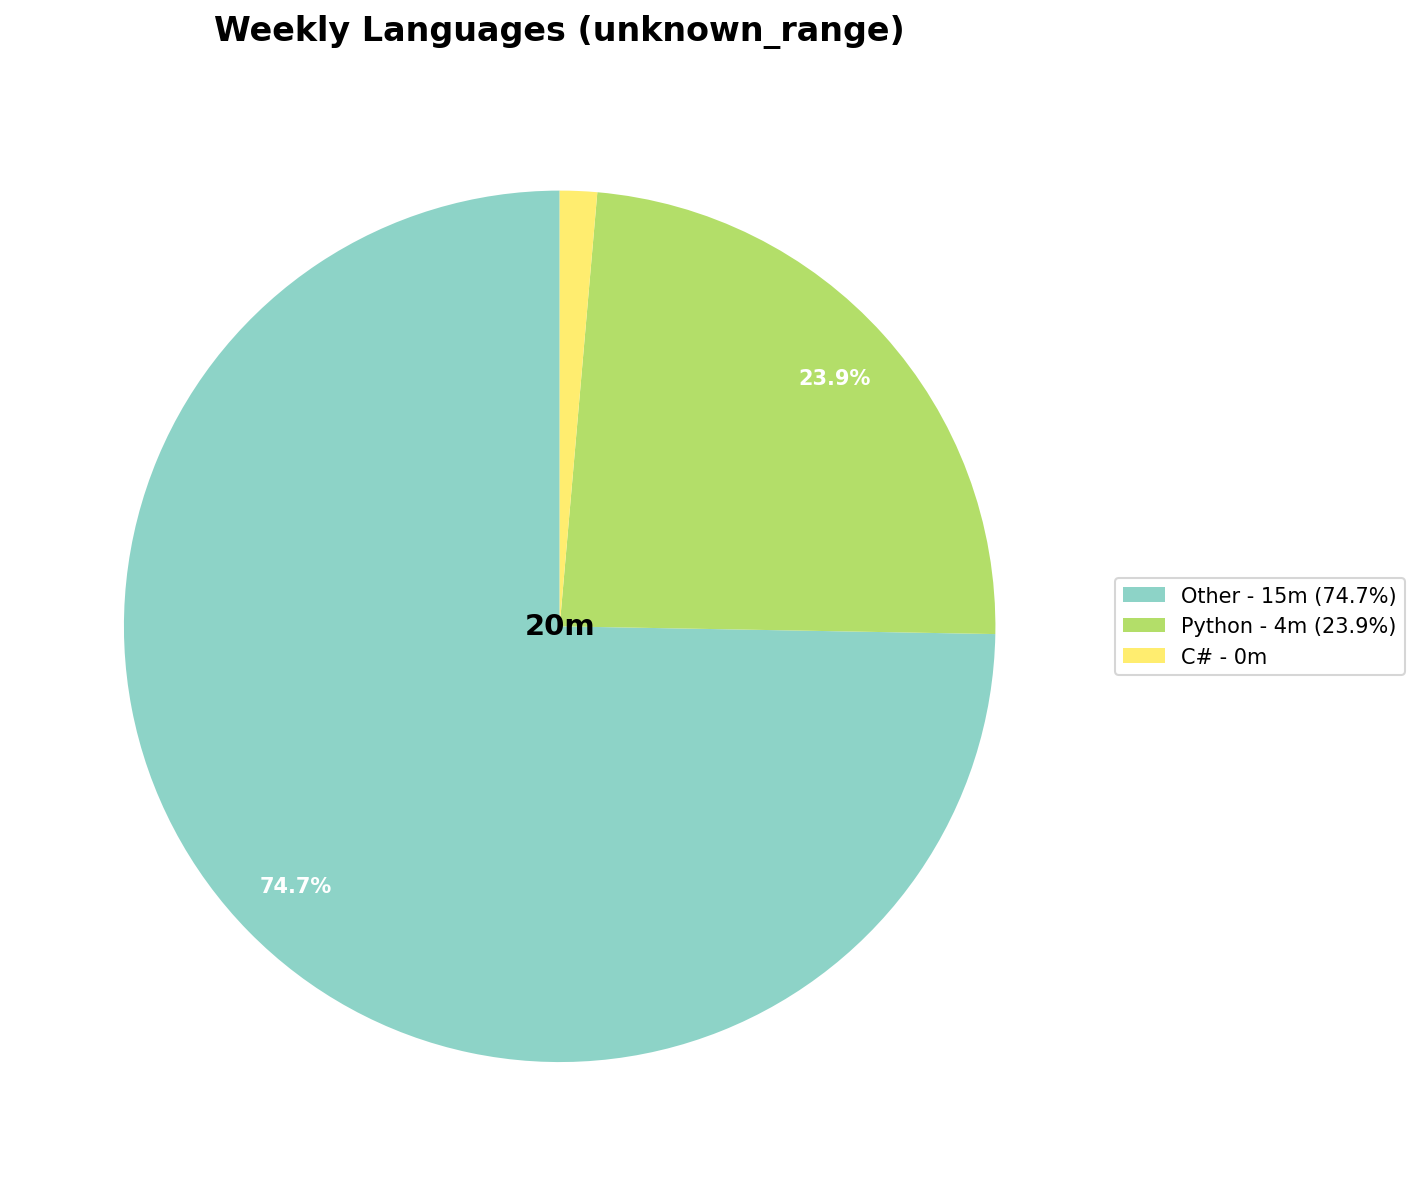 Weekly Languages (unknown_range)
23.9%
20m
74.7%
Other - 15m (74.7%)
Python - 4m (23.9%)
C# - 0m